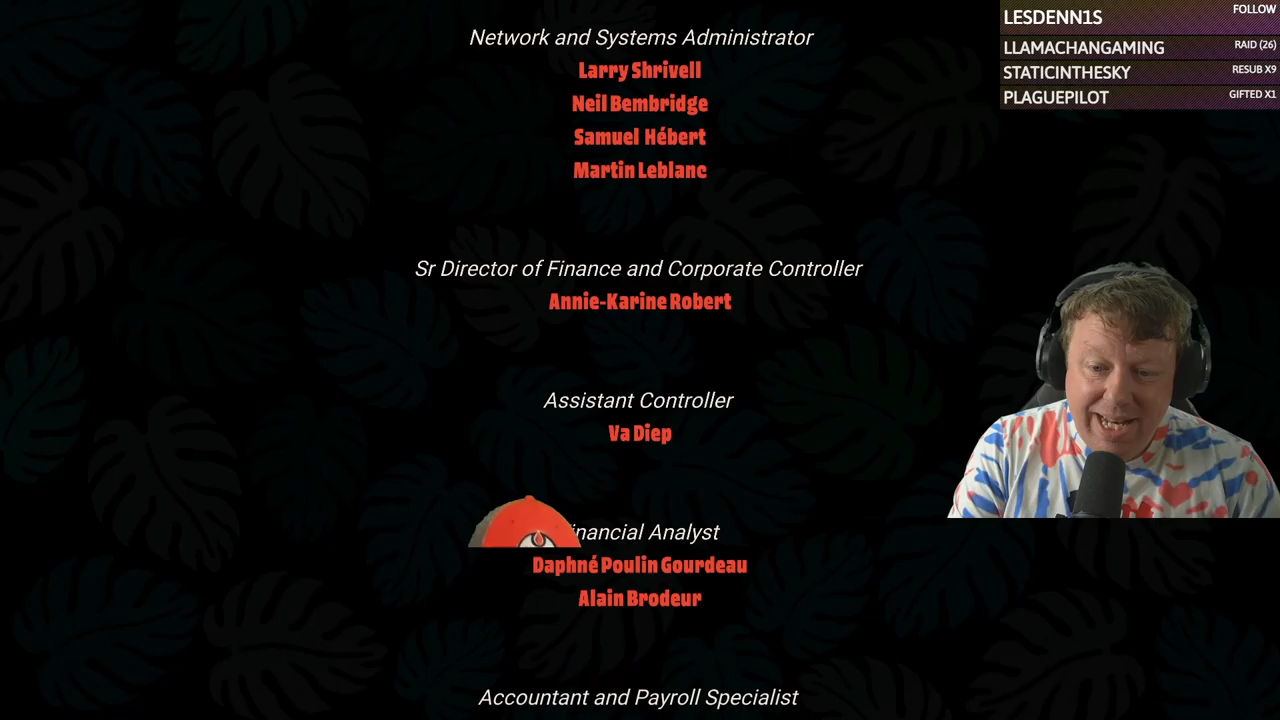 Network and Systems Administrator
Larry Shrivell
Neil Bembridge
Samuel Hébert
Martin Leblanc
Sr Director of Finance and Corporate Controller
Annie-Karine Robert
Assistant Controller
Va Diep
inancial Analyst
Daphné Poulin Gourdeau
Alain Brodeur
Accountant and Payroll Specialist
LESDENN1S FOLLOW
LLAMACHANGAMING RAID (26)
STATICINTHESKY RESUB X9
PLAGUEPILOT GIFTED X1